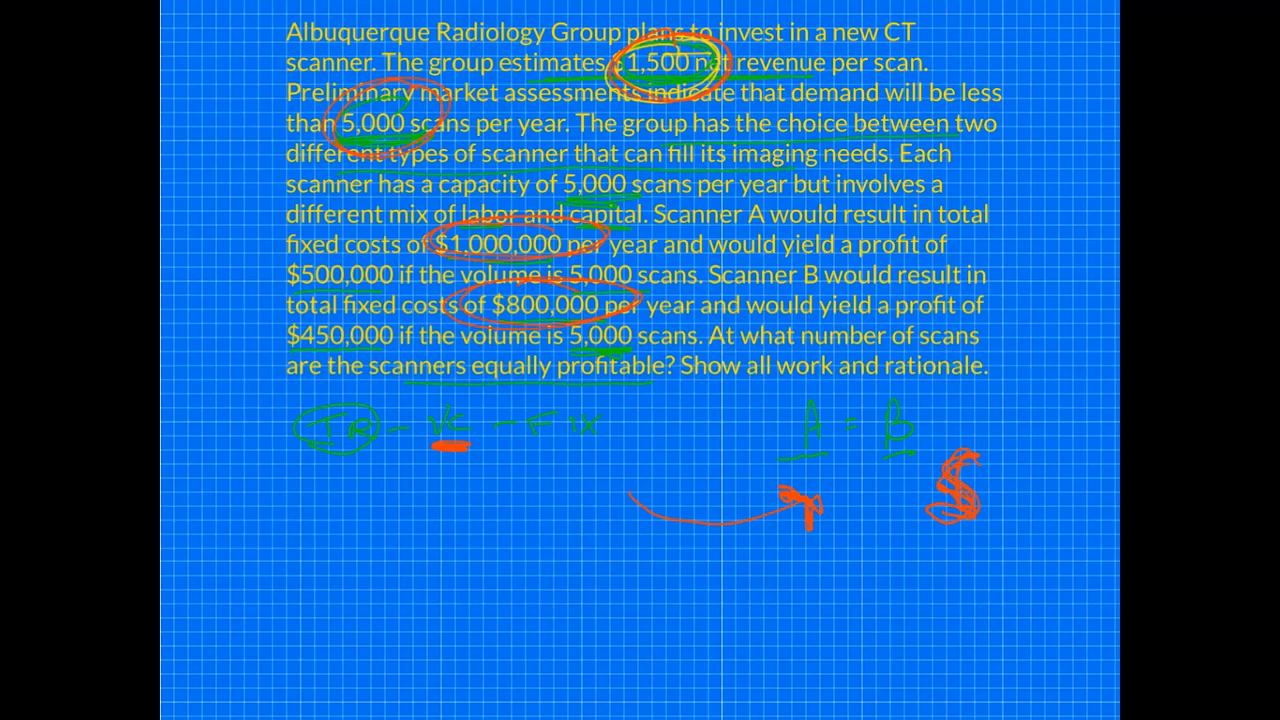 Albuquerque Radiology Group plans to invest in a new CT
scanner. The group estimates $1,500 net revenue per scan.
Preliminary market assessments indicate that demand will be less
than 5,000 scans per year. The group has the choice between two
different types of scanner that can fill its imaging needs. Each
scanner has a capacity of 5,000 scans per year but involves a
different mix of labor and capital. Scanner A would result in total
fixed costs of $1,000,000 per year and would yield a profit of
$500,000 if the volume is 5,000 scans. Scanner B would result in
total fixed costs of $800,000 per year and would yield a profit of
$450,000 if the volume is 5,000 scans. At what number of scans
are the scanners equally profitable? Show all work and rationale.
TR - VC - FIX A = B
$